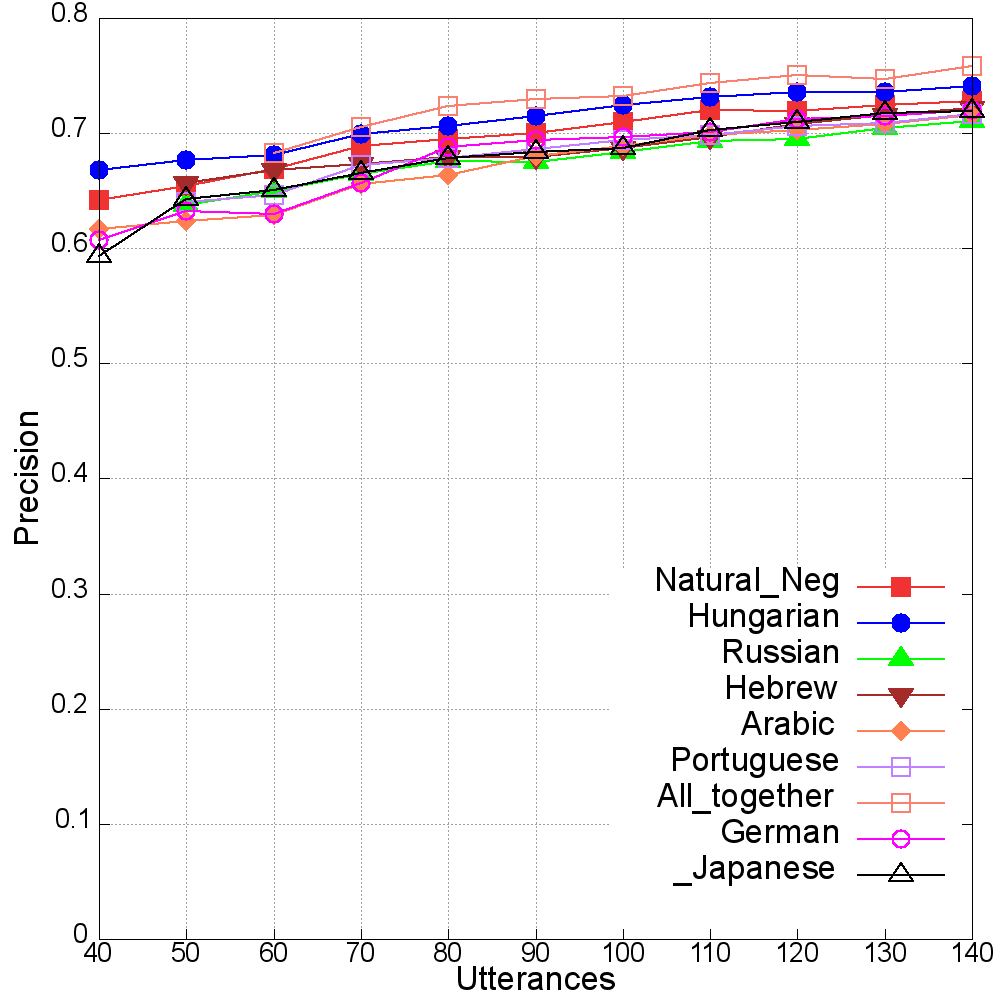 0.8
0.7
0.6
0.5
0.4
0.3
0.2
0.1
0
Precision
Natural_Neg
Hungarian
Russian
Hebrew
Arabic
Portuguese
All_together
German
_Japanese
40 50 60 70 80 90 100 110 120 130 140
Utterances